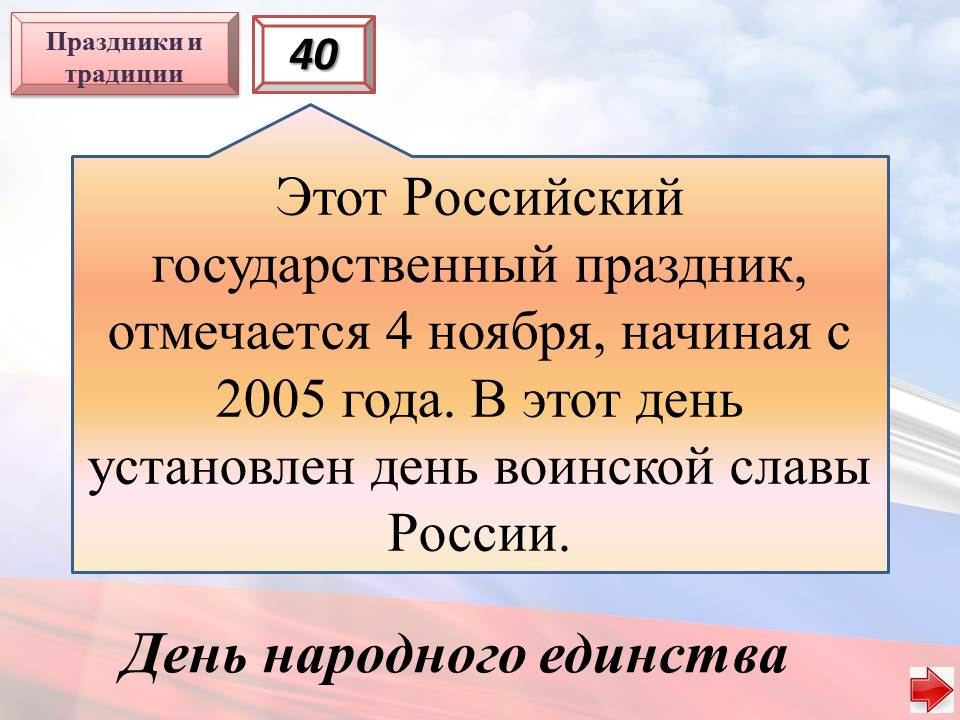 Праздники и
традиции
40
Этот Российский
государственный праздник,
отмечается 4 ноября, начиная с
2005 года. В этот день
установлен день воинской славы
России.
День народного единства